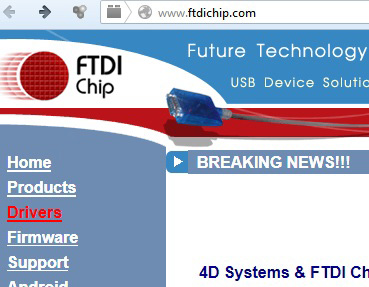 www.ftdichip.com
FTDI
Chip
Future Technology
USB Device Solutio
Home
Products
Drivers
Firmware
Support
Android
BREAKING NEWS!!!
4D Systems & FTDI Ch